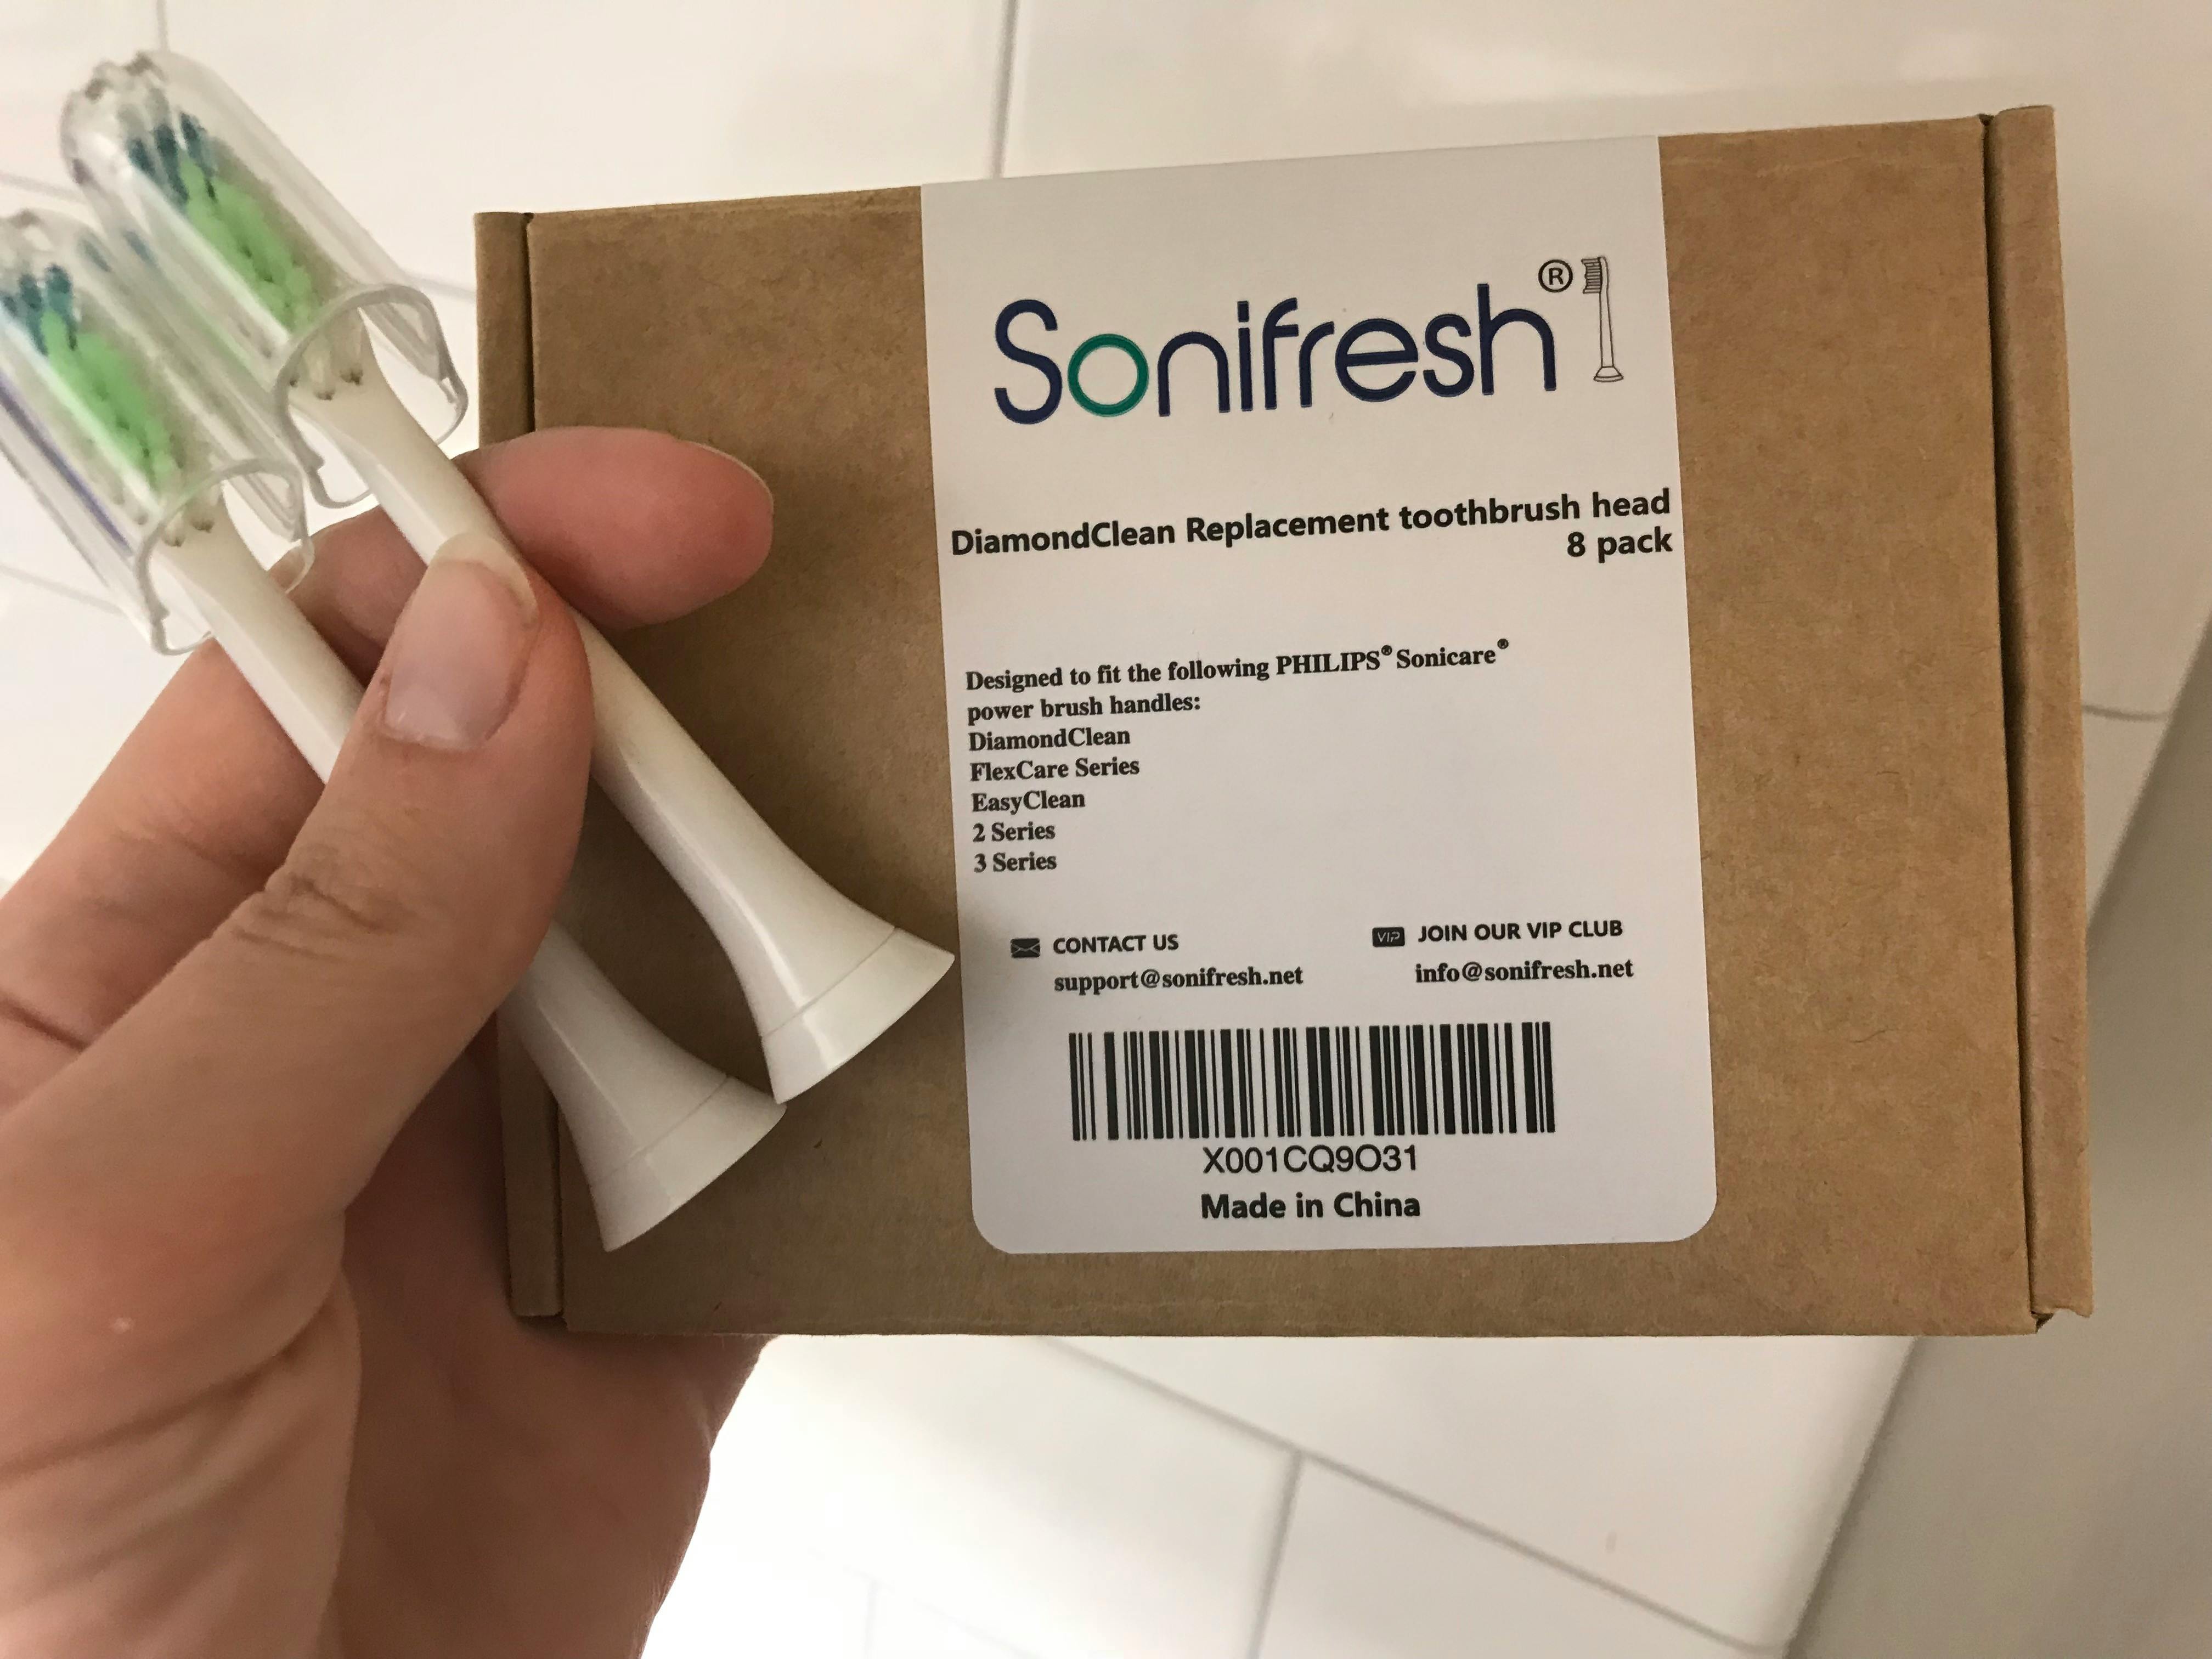 Sonifresh®
DiamondClean Replacement toothbrush head
8 pack
Designed to fit the following PHILIPS® Sonicare®
power brush handles:
DiamondClean
FlexCare Series
EasyClean
2 Series
3 Series
CONTACT US
support@sonifresh.net
VIP JOIN OUR VIP CLUB
info@sonifresh.net
X001CQ9O31
Made in China